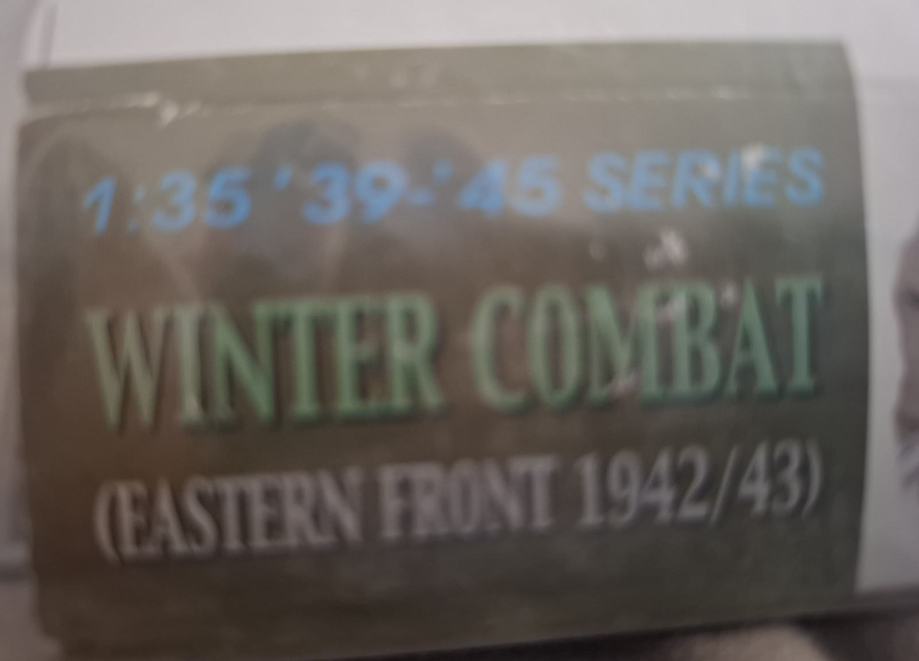 1:35 '39-'45 SERIES
WINTER COMBAT
(EASTERN FRONT 1942/43)